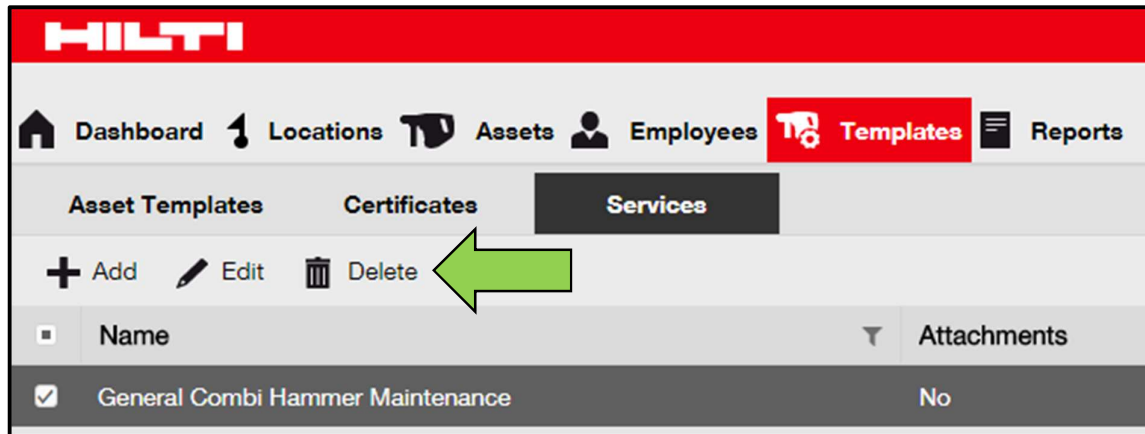 HILTI
Dashboard Locations Assets Employees Templates Reports
Asset Templates Certificates Services
Add Edit Delete
Name Attachments
General Combi Hammer Maintenance No